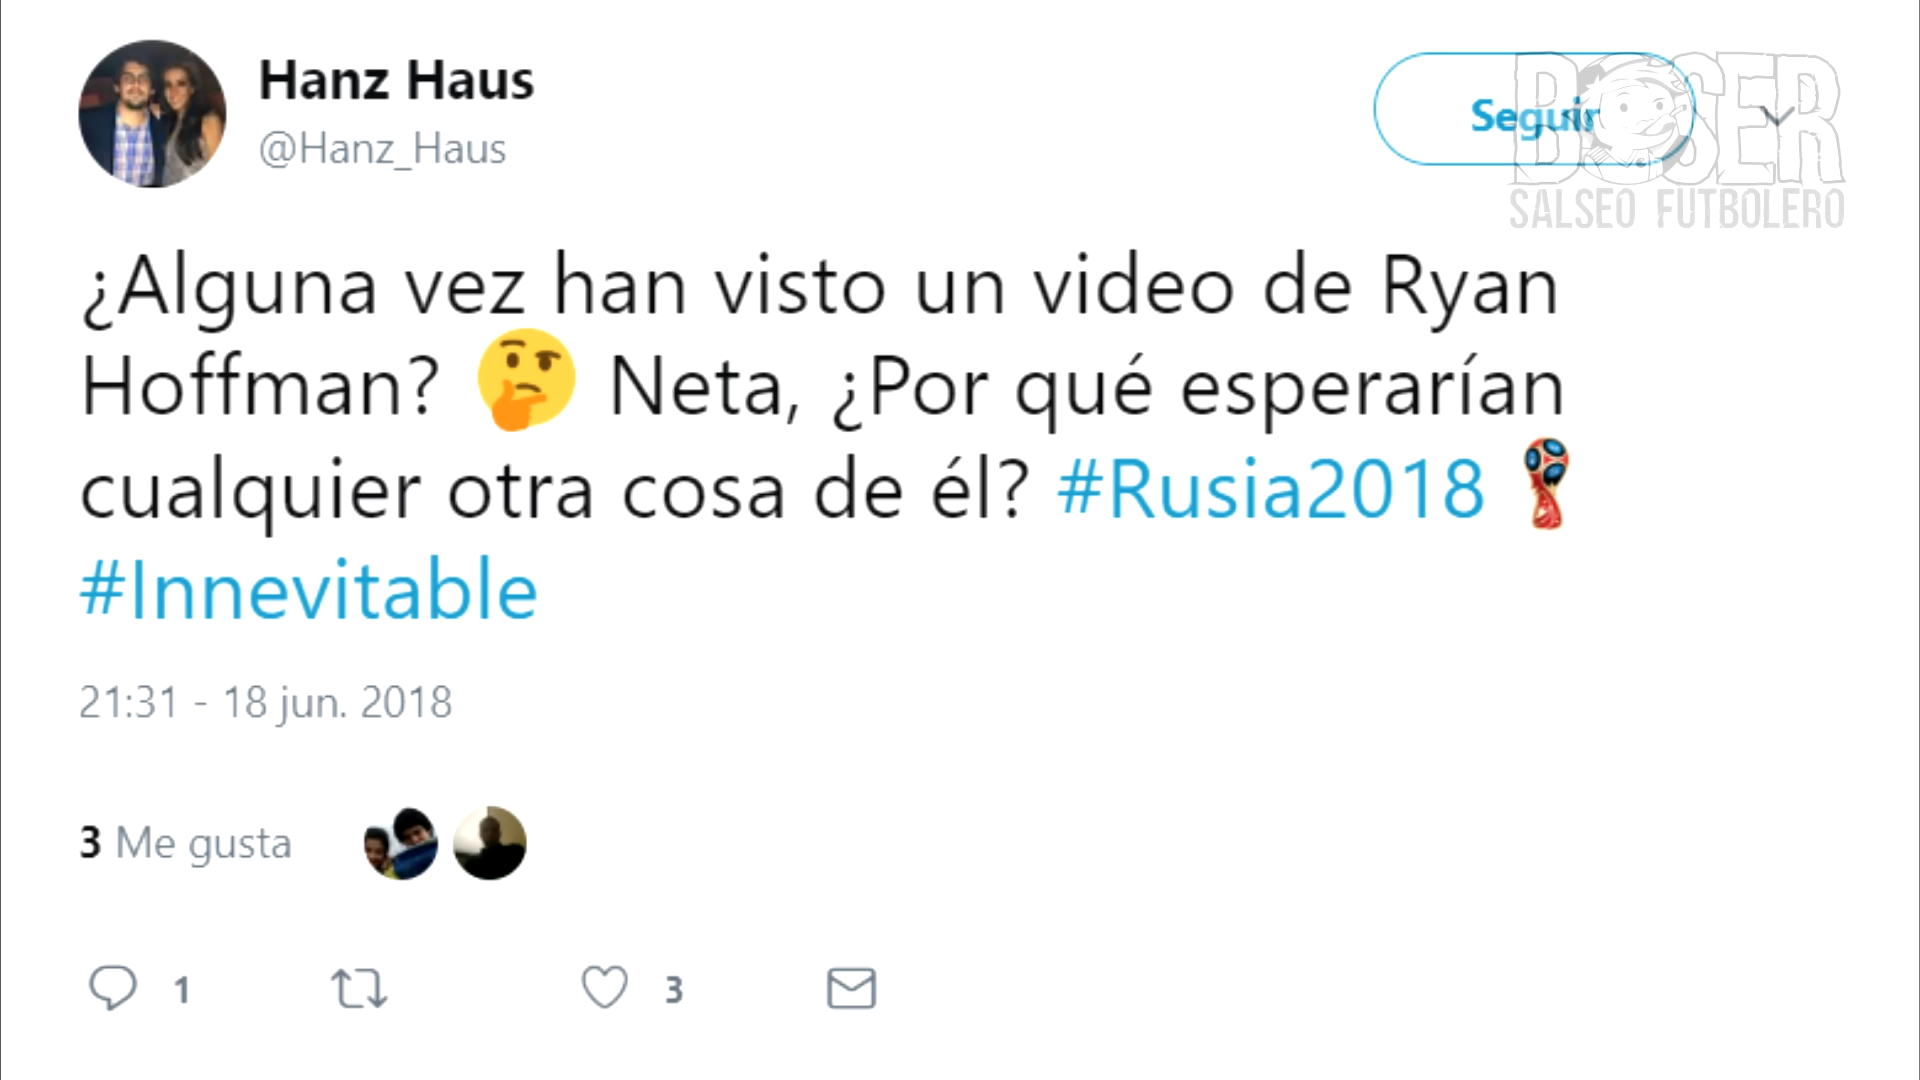 Hanz Haus
@Hanz_Haus
Seguir
BOSER
SALSEO FUTBOLERO
¿Alguna vez han visto un video de Ryan
Hoffman? 🤔 Neta, ¿Por qué esperarían
cualquier otra cosa de él? #Rusia2018
#Innevitable
21:31 - 18 jun. 2018
3 Me gusta
1 3